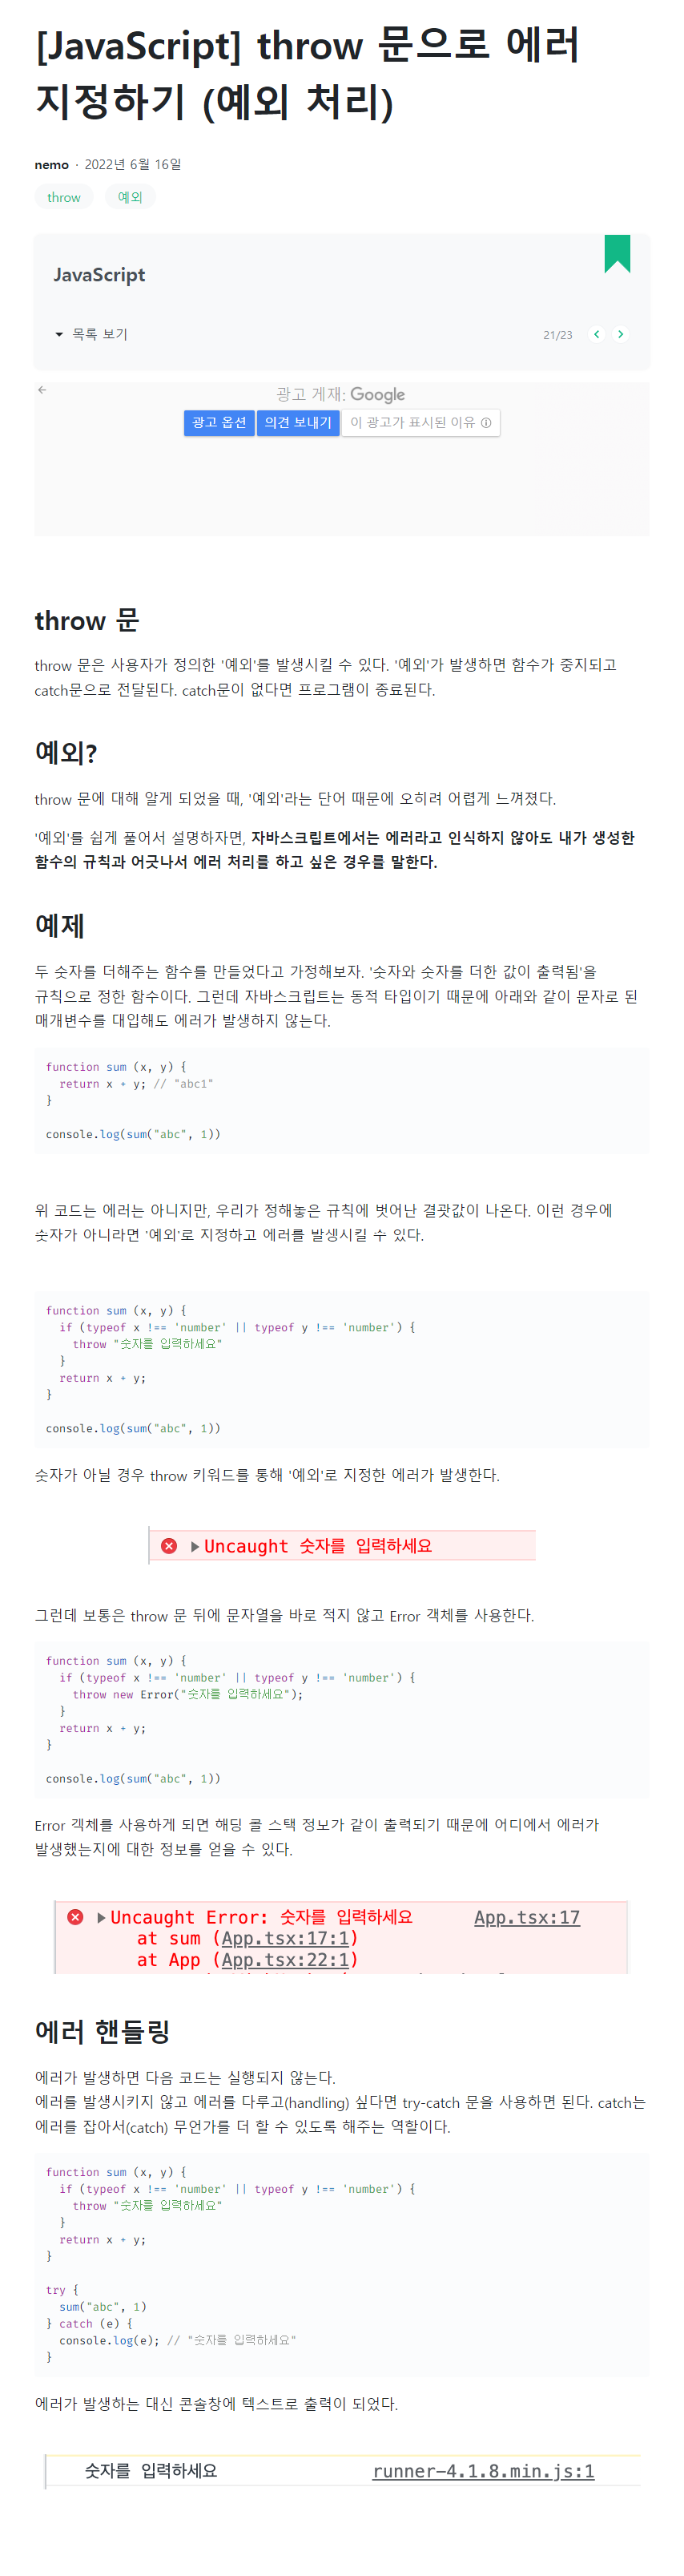 [JavaScript] throw 문으로 에러
지정하기 (예외 처리)
nemo · 2022년 6월 16일
throw 예외
JavaScript
목록 보기 21/23
광고 게재: Google
광고 옵션 의견 보내기 이 광고가 표시된 이유
throw 문
throw 문은 사용자가 정의한 '예외'를 발생시킬 수 있다. '예외'가 발생하면 함수가 중지되고
catch문으로 전달된다. catch문이 없다면 프로그램이 종료된다.
예외?
throw 문에 대해 알게 되었을 때, '예외'라는 단어 때문에 오히려 어렵게 느껴졌다.
'예외'를 쉽게 풀어서 설명하자면, 자바스크립트에서는 에러라고 인식하지 않아도 내가 생성한
함수의 규칙과 어긋나서 에러 처리를 하고 싶은 경우를 말한다.
예제
두 숫자를 더해주는 함수를 만들었다고 가정해보자. '숫자와 숫자를 더한 값이 출력됨'을
규칙으로 정한 함수이다. 그런데 자바스크립트는 동적 타입이기 때문에 아래와 같이 문자로 된
매개변수를 대입해도 에러가 발생하지 않는다.
function sum (x, y) {
return x + y; // "abc1"
}
console.log(sum("abc", 1))
위 코드는 에러는 아니지만, 우리가 정해놓은 규칙에 벗어난 결괏값이 나온다. 이런 경우에
숫자가 아니라면 '예외'로 지정하고 에러를 발생시킬 수 있다.
function sum (x, y) {
if (typeof x !== 'number' || typeof y !== 'number') {
throw "숫자를 입력하세요"
}
return x + y;
}
console.log(sum("abc", 1))
숫자가 아닐 경우 throw 키워드를 통해 '예외'로 지정한 에러가 발생한다.
Uncaught 숫자를 입력하세요
그런데 보통은 throw 문 뒤에 문자열을 바로 적지 않고 Error 객체를 사용한다.
function sum (x, y) {
if (typeof x !== 'number' || typeof y !== 'number') {
throw new Error("숫자를 입력하세요");
}
return x + y;
}
console.log(sum("abc", 1))
Error 객체를 사용하게 되면 해당 콜 스택 정보가 같이 출력되기 때문에 어디에서 에러가
발생했는지에 대한 정보를 얻을 수 있다.
Uncaught Error: 숫자를 입력하세요 App.tsx:17
at sum (App.tsx:17:1)
at App (App.tsx:22:1)
에러 핸들링
에러가 발생하면 다음 코드는 실행되지 않는다.
에러를 발생시키지 않고 에러를 다루고(handling) 싶다면 try-catch 문을 사용하면 된다. catch는
에러를 잡아서(catch) 무언가를 더 할 수 있도록 해주는 역할이다.
function sum (x, y) {
if (typeof x !== 'number' || typeof y !== 'number') {
throw "숫자를 입력하세요"
}
return x + y;
}
try {
sum("abc", 1)
} catch (e) {
console.log(e); // "숫자를 입력하세요"
}
에러가 발생하는 대신 콘솔창에 텍스트로 출력이 되었다.
숫자를 입력하세요 runner-4.1.8.min.js:1